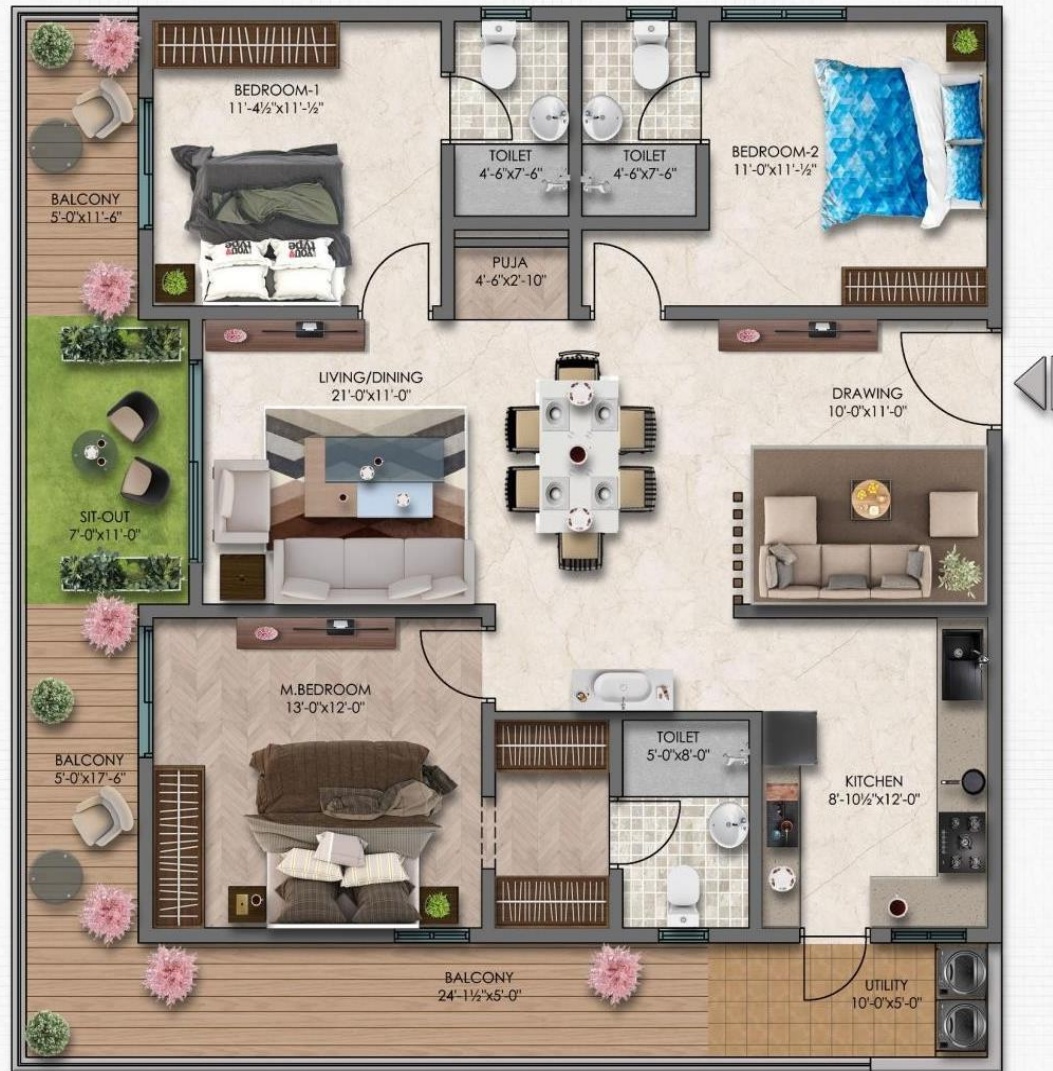 BEDROOM-1
11'-4½"x11'-½"
TOILET
4'-6"x7'-6"
TOILET
4'-6"x7'-6"
BEDROOM-2
11'-0"x11'-½"
BALCONY
5'-0"x11'-6"
PUJA
4'-6"x2'-10"
LIVING/DINING
21'-0"x11'-0"
DRAWING
10'-0"x11'-0"
SIT-OUT
7'-0"x11'-0"
M.BEDROOM
13'-0"x12'-0"
TOILET
5'-0"x8'-0"
BALCONY
5'-0"x17'-6"
KITCHEN
8'-10½"x12'-0"
BALCONY
24'-1½"x5'-0"
UTILITY
10'-0"x5'-0"